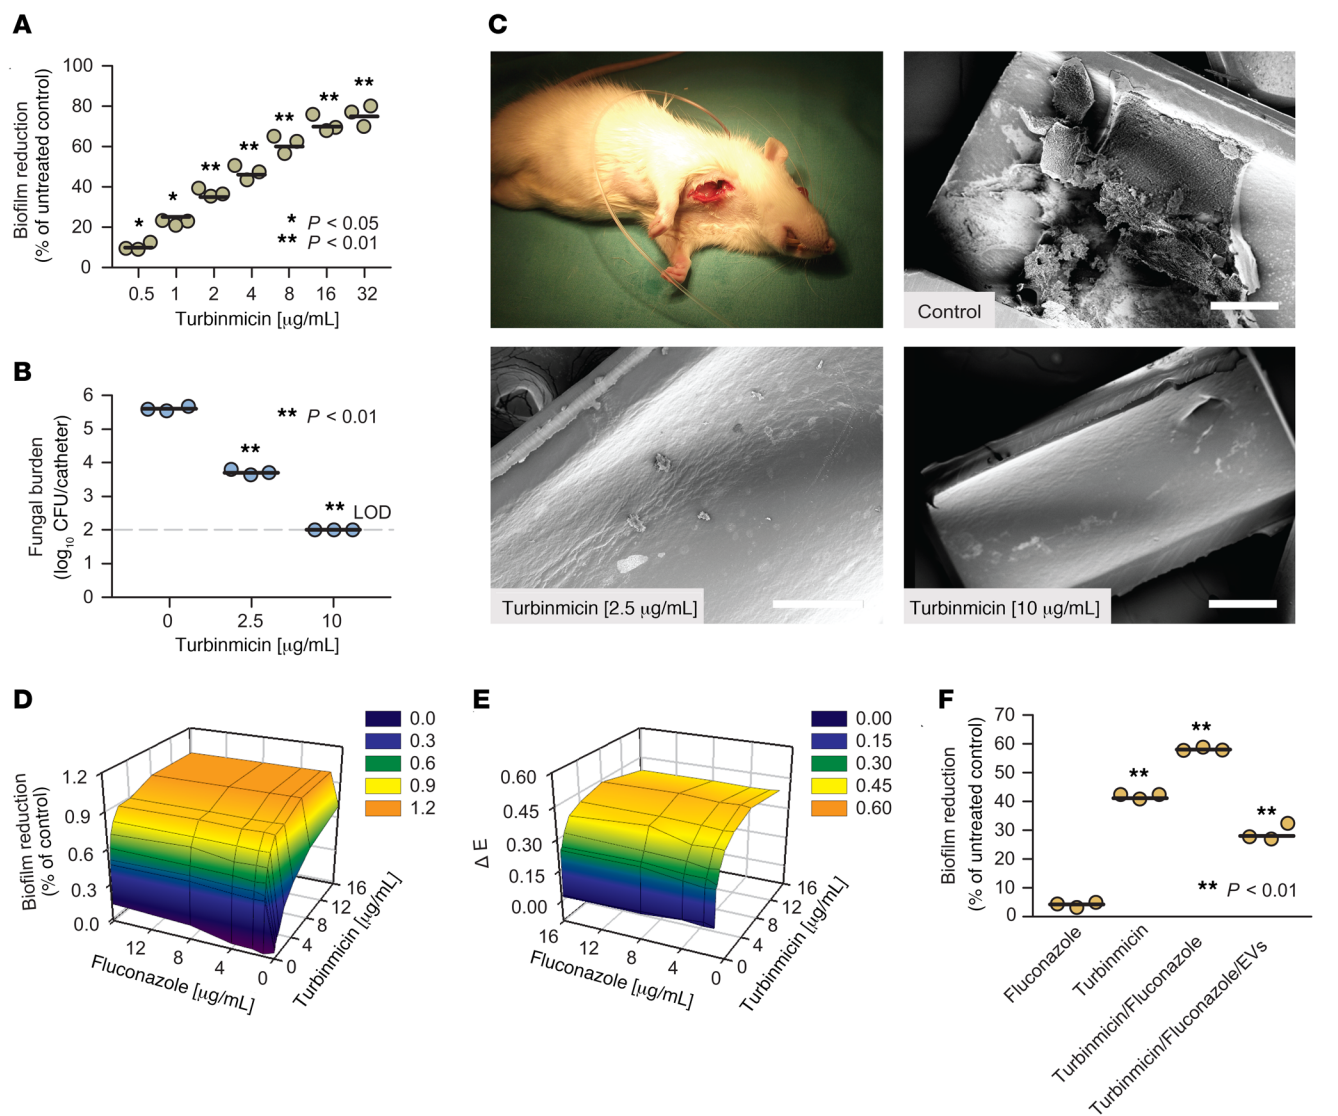 A
Biofilm reduction
(% of untreated control)
100
80
60
40
20
0
*
*
**
**
**
**
**
* P < 0.05
** P < 0.01
0.5 1 2 4 8 16 32
Turbinmicin [μg/mL]
B
Fungal burden
(log10 CFU/catheter)
6
5
4
3
2
1
0
** P < 0.01
**
** LOD
0 2.5 10
Turbinmicin [μg/mL]
C
Control
Turbinmicin [2.5 μg/mL]
Turbinmicin [10 μg/mL]
D
Biofilm reduction
(% of control)
1.2
0.9
0.6
0.3
0.0
12 8 4 0
Fluconazole [μg/mL]
0 4 8 12 16
Turbinmicin [μg/mL]
0.0
0.3
0.6
0.9
1.2
E
Δ E
0.60
0.45
0.30
0.15
0.00
16 12 8 4 0
Fluconazole [μg/mL]
0 4 8 12 16
Turbinmicin [μg/mL]
0.00
0.15
0.30
0.45
0.60
F
Biofilm reduction
(% of untreated control)
70
60
50
40
30
20
10
0
**
**
**
** P < 0.01
Fluconazole
Turbinmicin
Turbinmicin/Fluconazole
Turbinmicin/Fluconazole/EVs